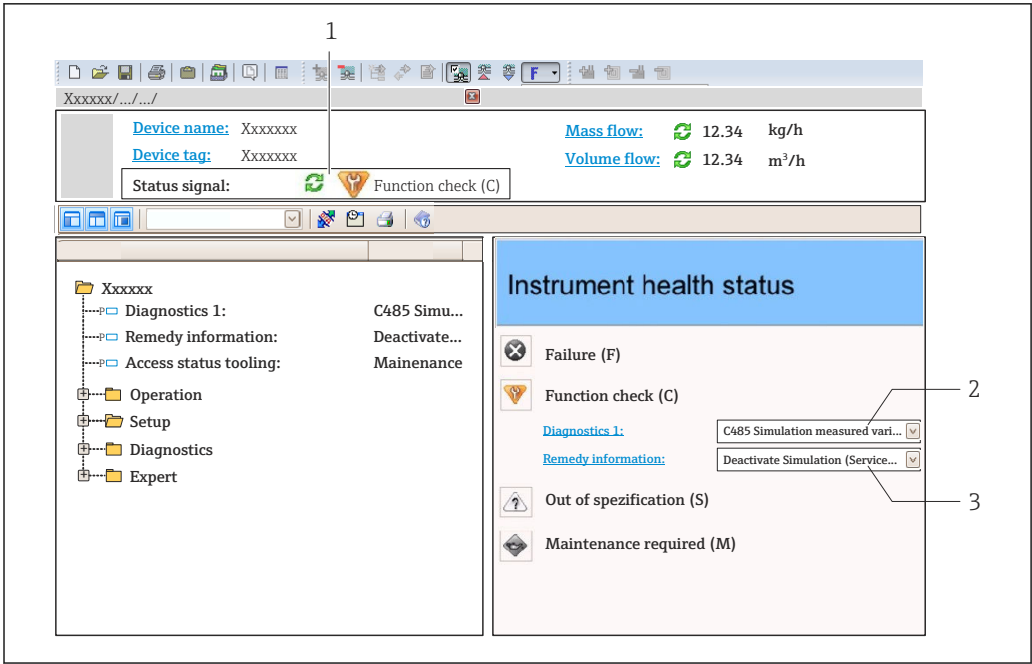 1
F
Xxxxxx/.../.../
Device name: Xxxxxxx
Mass flow: 12.34 kg/h
Device tag: Xxxxxxx
Volume flow: 12.34 m³/h
Status signal: Function check (C)
Xxxxxx
Diagnostics 1: C485 Simu...
Remedy information: Deactivate...
Access status tooling: Mainenance
Operation
Setup
Diagnostics
Expert
Instrument health status
Failure (F)
Function check (C)
2
Diagnostics 1: C485 Simulation measured vari...
Remedy information: Deactivate Simulation (Service...
Out of spezification (S)
3
Maintenance required (M)